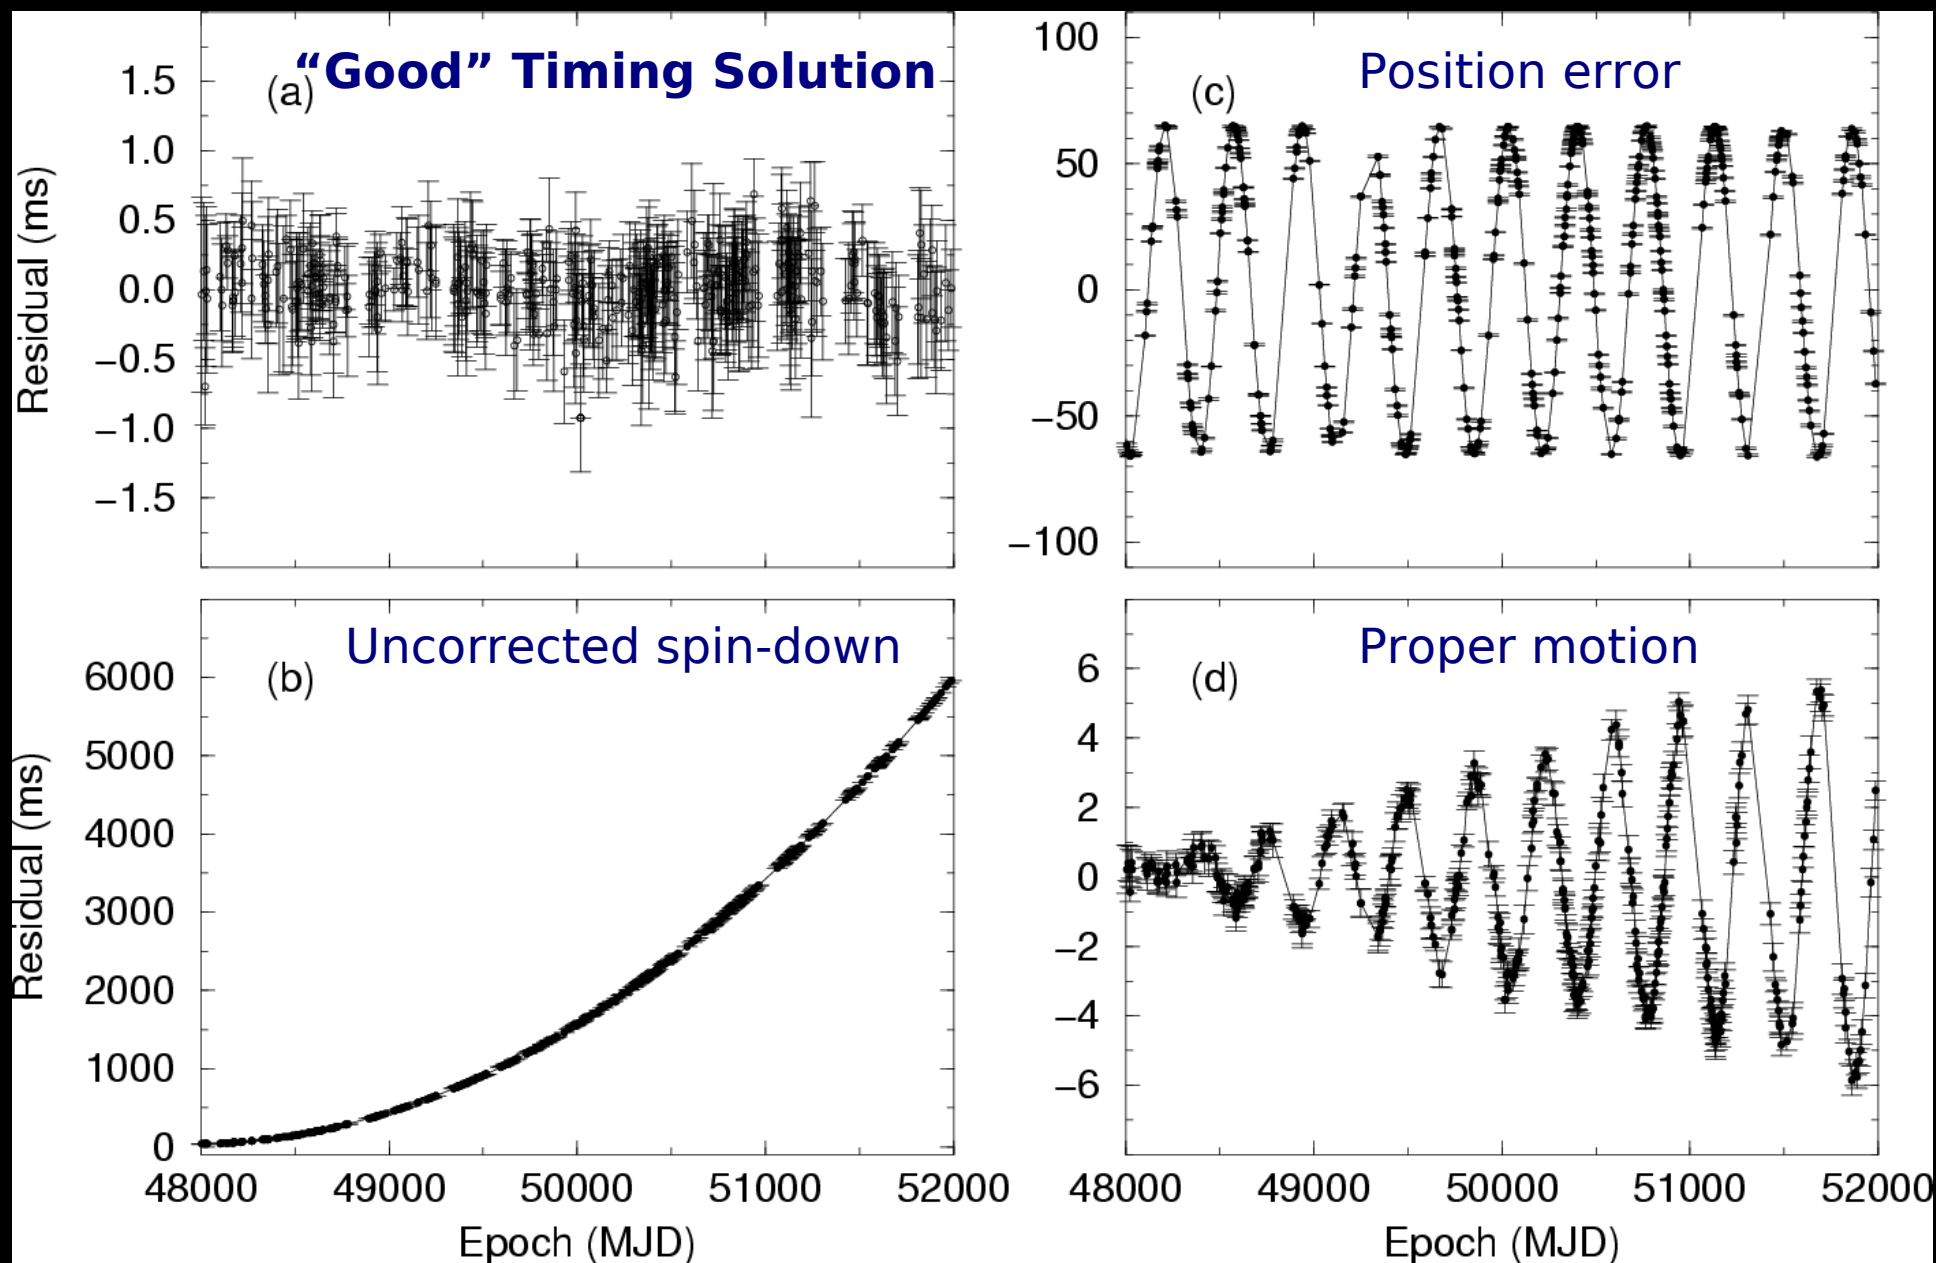 “Good” Timing Solution
(a)
1.5
1.0
0.5
0.0
−0.5
−1.0
−1.5
Residual (ms)
Position error
(c)
100
50
0
−50
−100
Uncorrected spin-down
(b)
6000
5000
4000
3000
2000
1000
0
Residual (ms)
48000 49000 50000 51000 52000
Epoch (MJD)
Proper motion
(d)
6
4
2
0
−2
−4
−6
48000 49000 50000 51000 52000
Epoch (MJD)